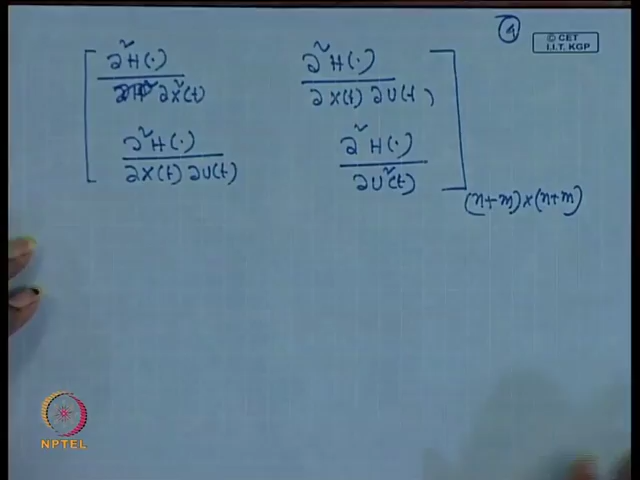 ④
© CET
I.I.T. KGP
∂²H(·) ∂²H(·)
∂x²(t) ∂x(t) ∂u(t)
∂²H(·) ∂²H(·)
∂x(t) ∂u(t) ∂u²(t)
(n+m)×(n+m)
NPTEL